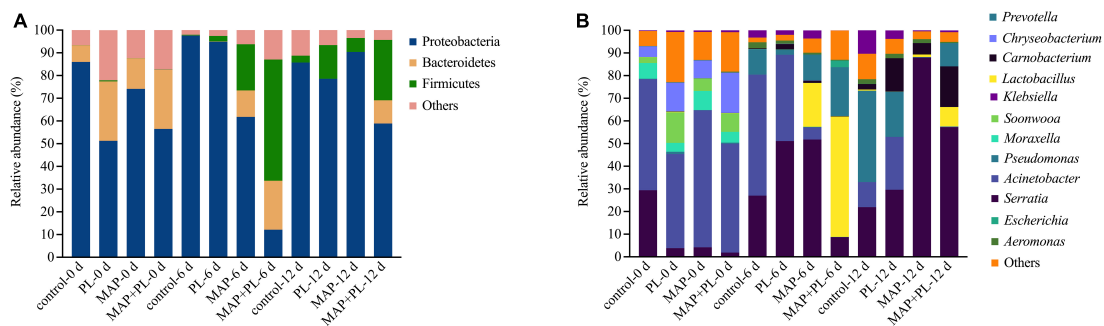 A
Relative abundance (%)
100
90
80
70
60
50
40
30
20
10
0
control-0 d
PL-0 d
MAP-0 d
MAP+PL-0 d
control-6 d
PL-6 d
MAP-6 d
MAP+PL-6 d
control-12 d
PL-12 d
MAP-12 d
MAP+PL-12 d
Proteobacteria
Bacteroidetes
Firmicutes
Others
B
Relative abundance (%)
100
90
80
70
60
50
40
30
20
10
0
control-0 d
PL-0 d
MAP-0 d
MAP+PL-0 d
control-6 d
PL-6 d
MAP-6 d
MAP+PL-6 d
control-12 d
PL-12 d
MAP-12 d
MAP+PL-12 d
Prevotella
Chryseobacterium
Carnobacterium
Lactobacillus
Klebsiella
Soonwooa
Moraxella
Pseudomonas
Acinetobacter
Serratia
Escherichia
Aeromonas
Others